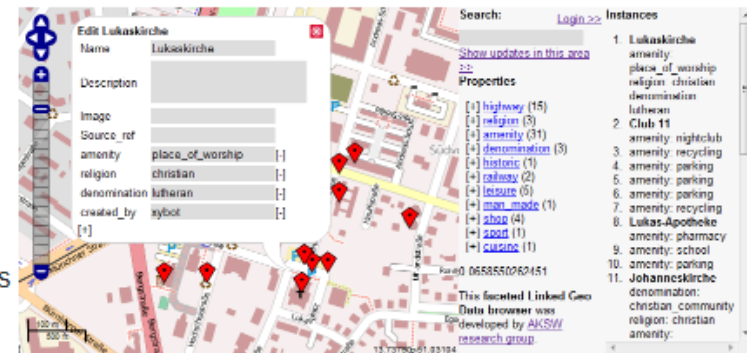 Edit Lukaskirche
Name Lukaskirche
Description
Image
Source_ref
amenity place_of_worship [-]
religion christian [-]
denomination lutheran [-]
created_by xybot [-]
[+]
S
100 m
500 ft
Search:
Login >>
Show updates in this area
>>
Properties
[+] highway (15)
[+] religion (3)
[+] amenity (31)
[+] denomination (3)
[+] historic (1)
[+] railway (2)
[+] leisure (5)
[+] man_made (1)
[+] shop (4)
[+] sport (1)
[+] cuisine (1)
0.0658550262451
This faceted Linked Geo
Data browser was
developed by AKSW
research group.
Instances
1. Lukaskirche
amenity:
place_of_worship
religion: christian
denomination:
lutheran
2. Club 11
amenity: nightclub
3. amenity: recycling
4. amenity: parking
5. amenity: parking
6. amenity: parking
7. amenity: recycling
8. Lukas-Apotheke
amenity: pharmacy
9. amenity: school
10. amenity: parking
11. Johanneskirche
denomination:
christian_community
religion: christian
amenity: